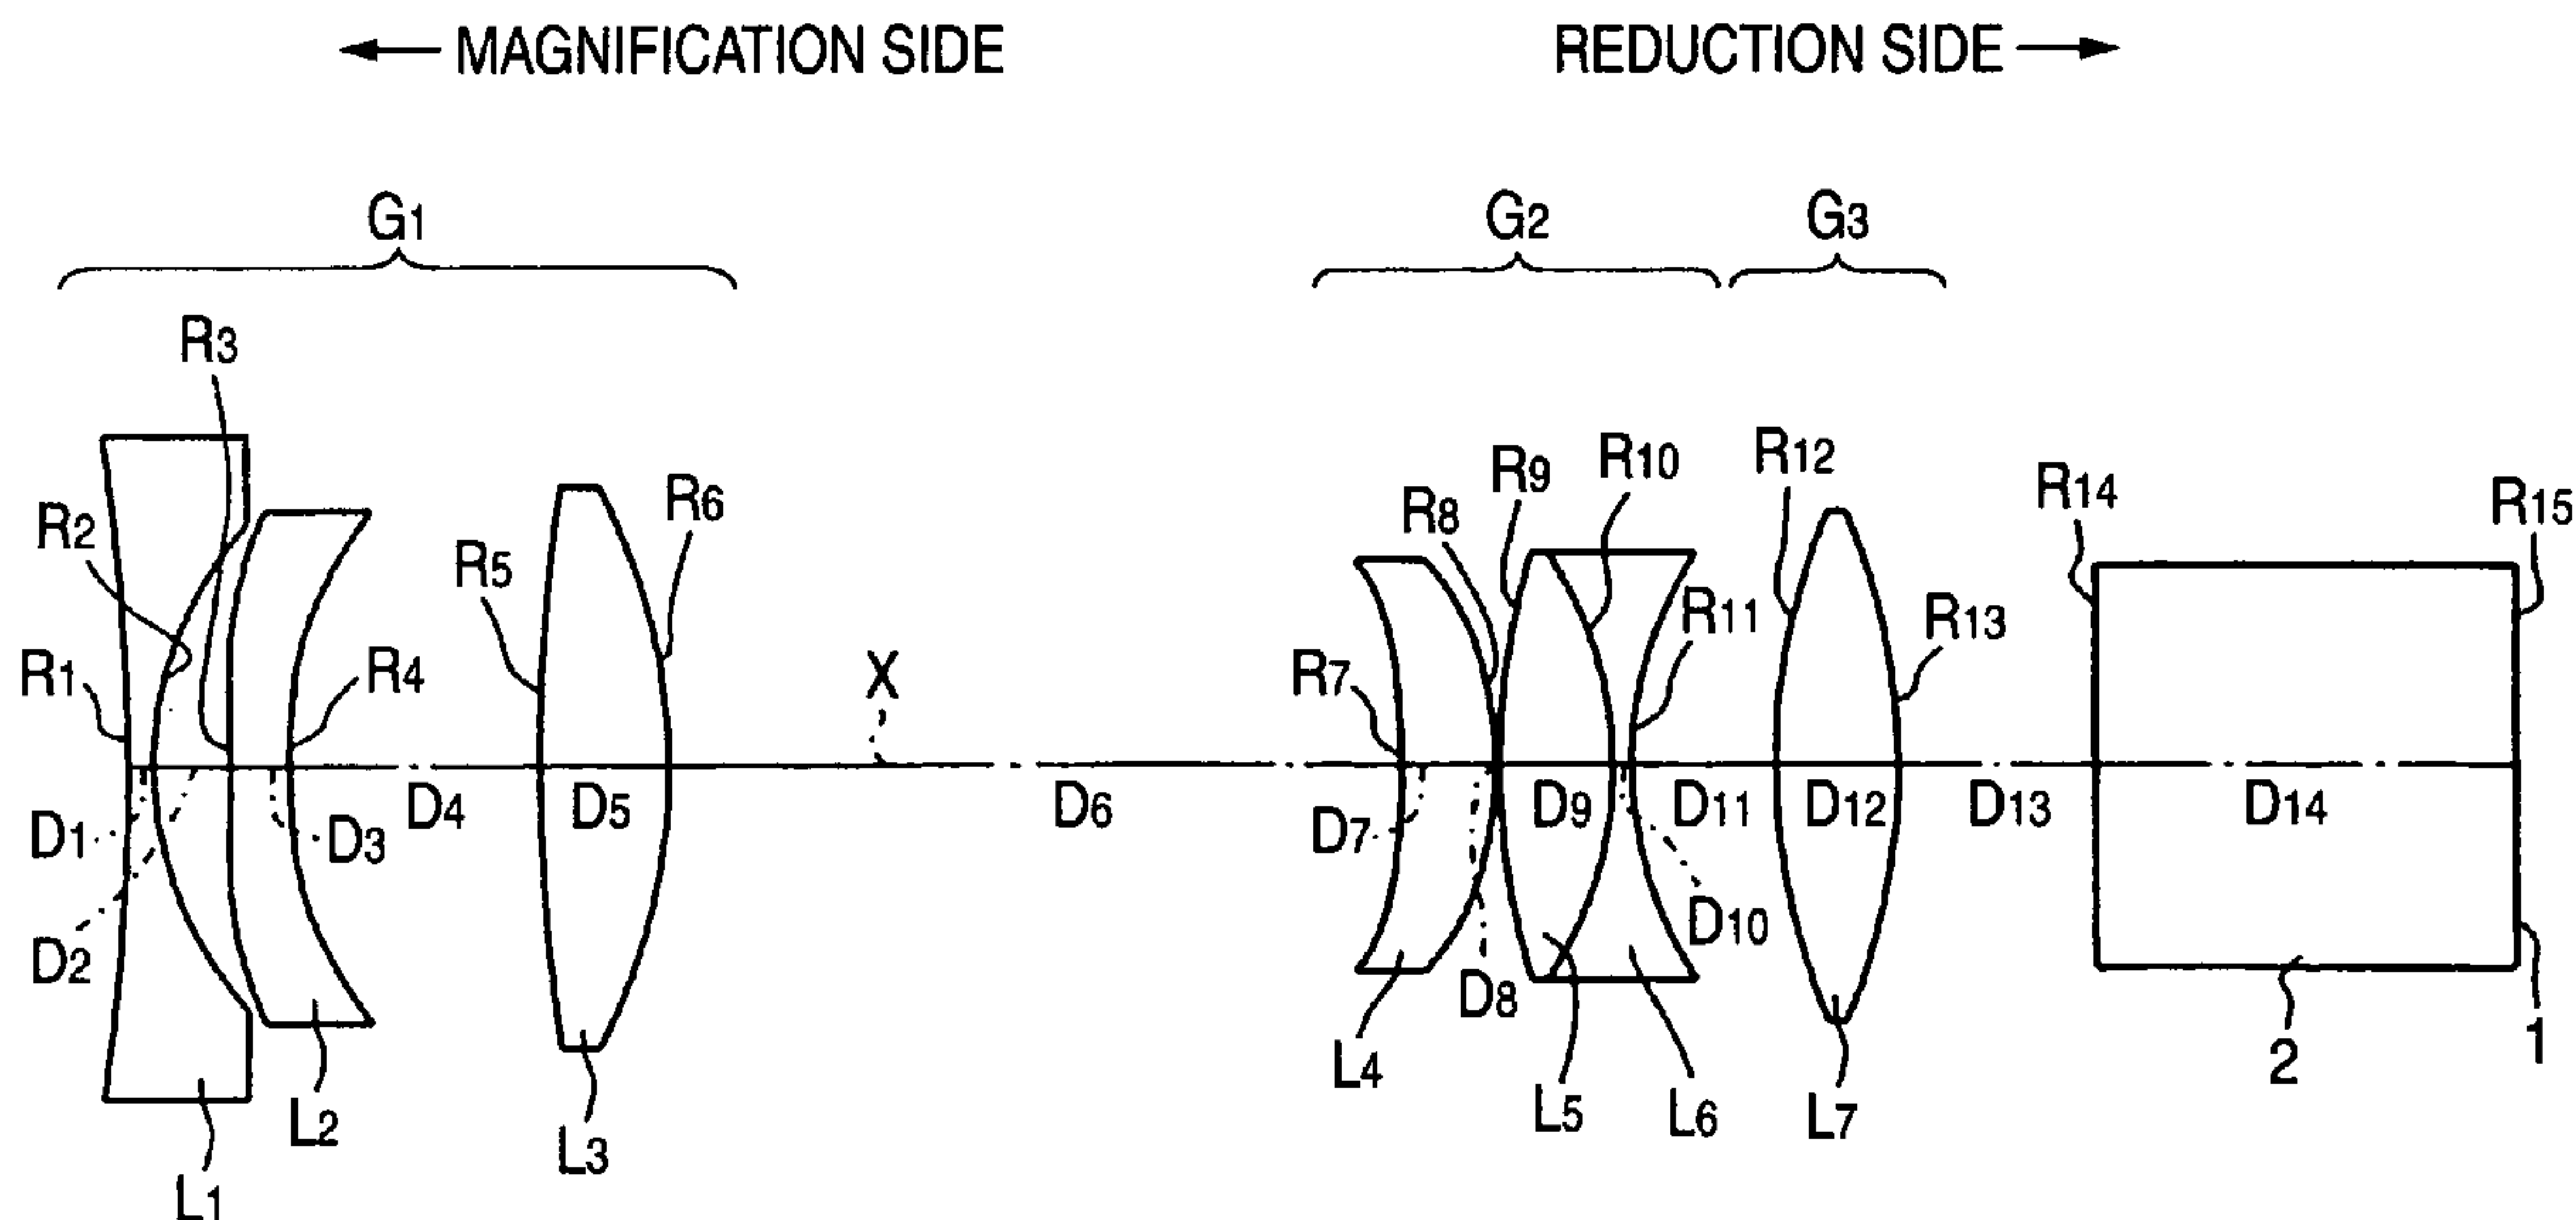 MAGNIFICATION SIDE REDUCTION SIDE
G1 G2 G3
R3
R2 R6 R9 R10 R12 R14 R15
R5 R8
R1 R4 X R7 R11 R13
D1 D3 D4 D5 D6 D7 D9 D11 D12 D13 D14
D2 D8 D10
L1 L2 L3 L4 L5 L6 L7 2 1